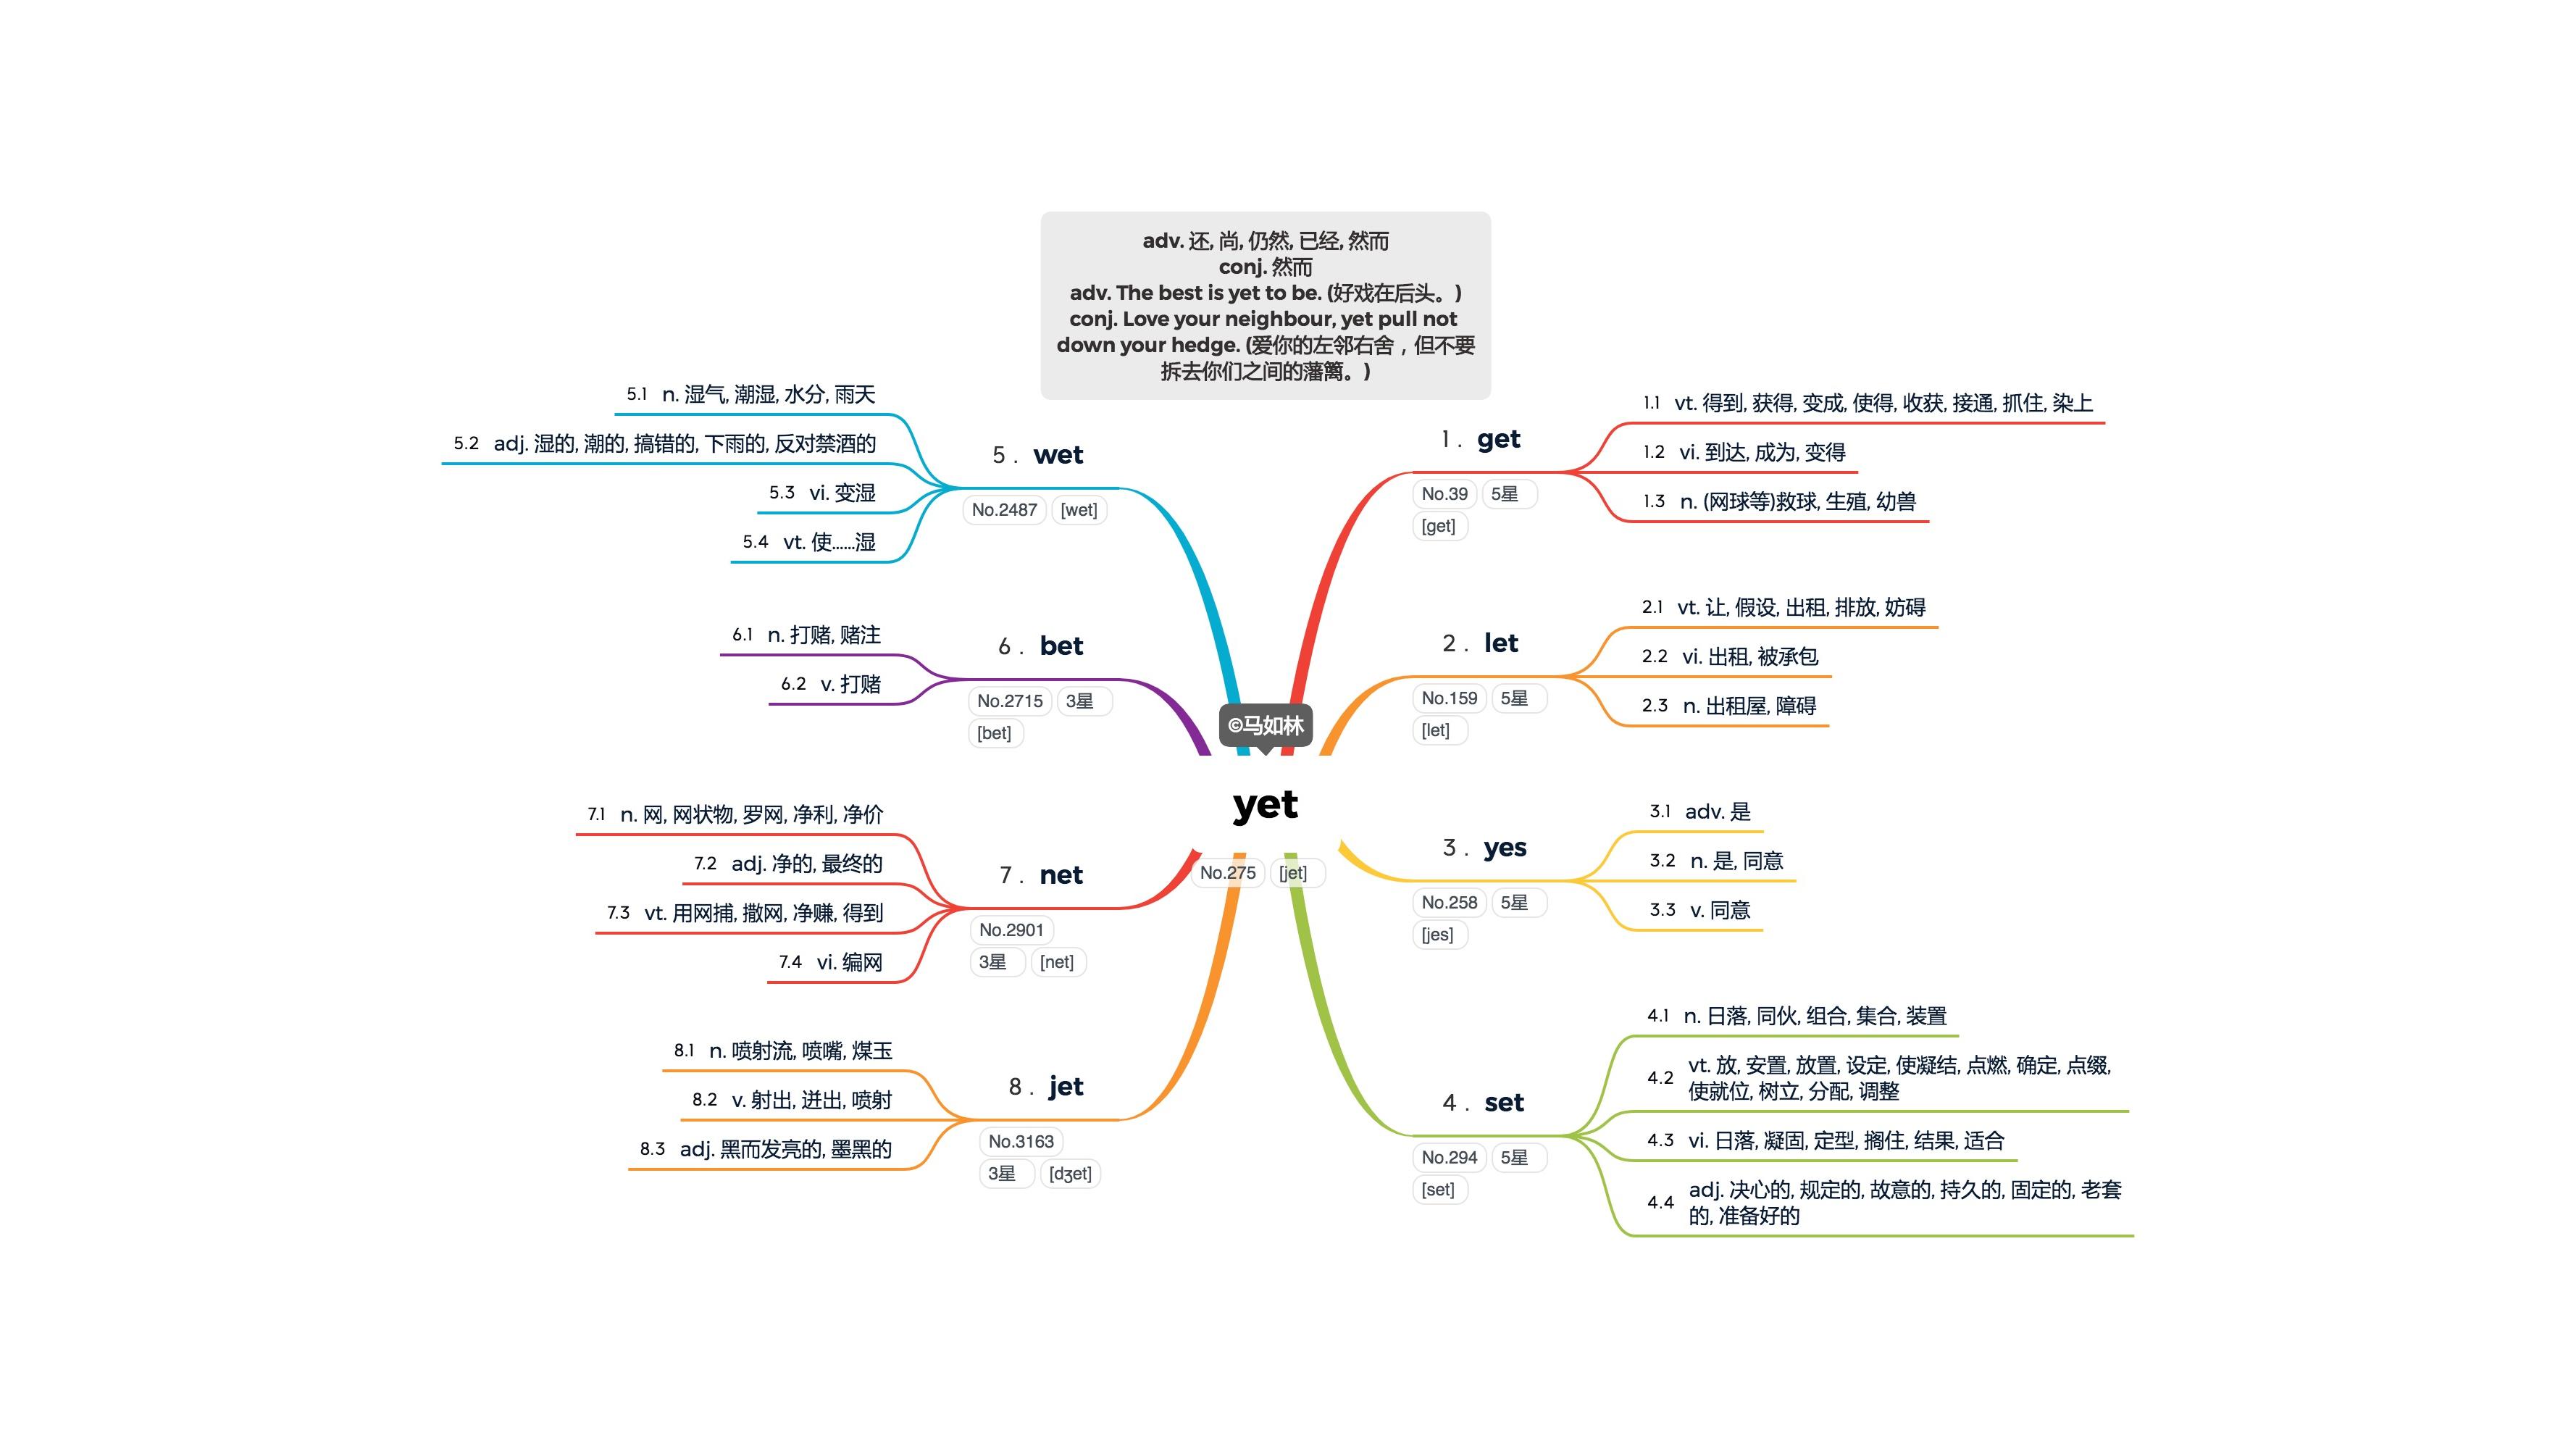 adv. 还, 尚, 仍然, 已经, 然而
conj. 然而
adv. The best is yet to be. (好戏在后头。)
conj. Love your neighbour, yet pull not
down your hedge. (爱你的左邻右舍，但不要
拆去你们之间的藩篱。)
©马如林
yet
No.275 [jet]
1. get
No.39 5星
[get]
1.1 vt. 得到, 获得, 变成, 使得, 收获, 接通, 抓住, 染上
1.2 vi. 到达, 成为, 变得
1.3 n. (网球等)救球, 生殖, 幼兽
2. let
No.159 5星
[let]
2.1 vt. 让, 假设, 出租, 排放, 妨碍
2.2 vi. 出租, 被承包
2.3 n. 出租屋, 障碍
3. yes
No.258 5星
[jes]
3.1 adv. 是
3.2 n. 是, 同意
3.3 v. 同意
4. set
No.294 5星
[set]
4.1 n. 日落, 同伙, 组合, 集合, 装置
4.2 vt. 放, 安置, 放置, 设定, 使凝结, 点燃, 确定, 点缀,
使就位, 树立, 分配, 调整
4.3 vi. 日落, 凝固, 定型, 搁住, 结果, 适合
4.4 adj. 决心的, 规定的, 故意的, 持久的, 固定的, 老套
的, 准备好的
5. wet
No.2487 [wet]
5.1 n. 湿气, 潮湿, 水分, 雨天
5.2 adj. 湿的, 潮的, 搞错的, 下雨的, 反对禁酒的
5.3 vi. 变湿
5.4 vt. 使……湿
6. bet
No.2715 3星
[bet]
6.1 n. 打赌, 赌注
6.2 v. 打赌
7. net
No.2901
3星 [net]
7.1 n. 网, 网状物, 罗网, 净利, 净价
7.2 adj. 净的, 最终的
7.3 vt. 用网捕, 撒网, 净赚, 得到
7.4 vi. 编网
8. jet
No.3163
3星 [dʒet]
8.1 n. 喷射流, 喷嘴, 煤玉
8.2 v. 射出, 迸出, 喷射
8.3 adj. 黑而发亮的, 墨黑的